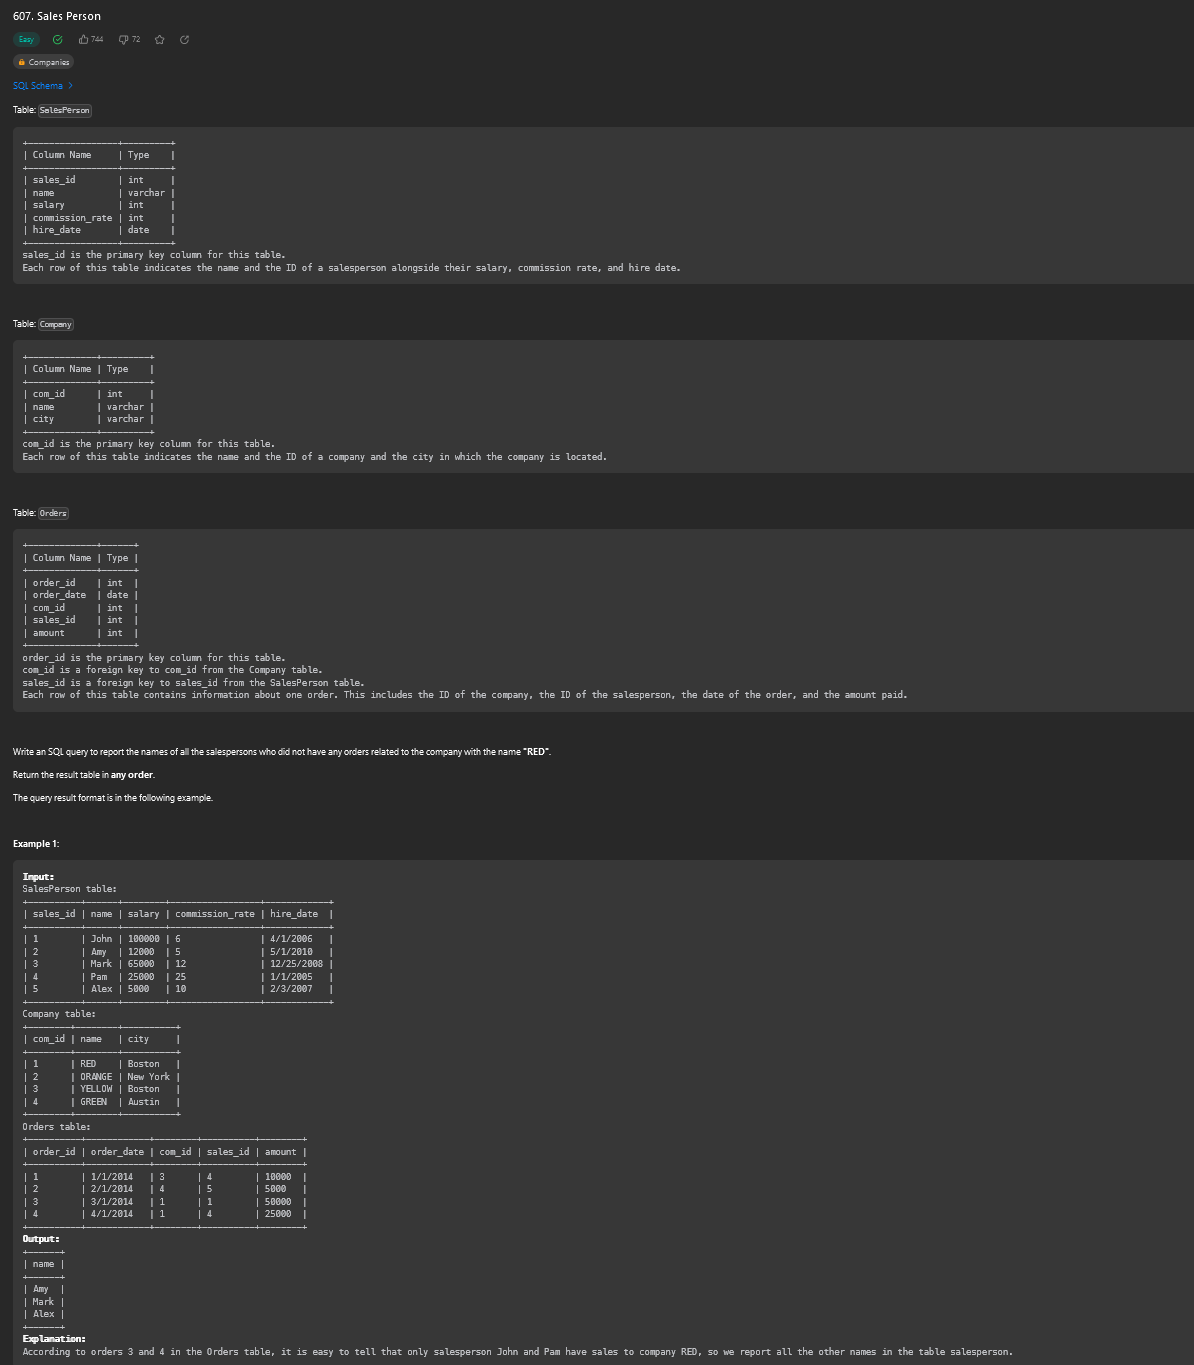 607. Sales Person
Easy 744 72
Companies
SQL Schema >
Table: SalesPerson
+-----------------+---------+
| Column Name     | Type    |
+-----------------+---------+
| sales_id        | int     |
| name            | varchar |
| salary          | int     |
| commission_rate | int     |
| hire_date       | date    |
+-----------------+---------+
sales_id is the primary key column for this table.
Each row of this table indicates the name and the ID of a salesperson alongside their salary, commission rate, and hire date.
Table: Company
+-------------+---------+
| Column Name | Type    |
+-------------+---------+
| com_id      | int     |
| name        | varchar |
| city        | varchar |
+-------------+---------+
com_id is the primary key column for this table.
Each row of this table indicates the name and the ID of a company and the city in which the company is located.
Table: Orders
+-------------+------+
| Column Name | Type |
+-------------+------+
| order_id    | int  |
| order_date  | date |
| com_id      | int  |
| sales_id    | int  |
| amount      | int  |
+-------------+------+
order_id is the primary key column for this table.
com_id is a foreign key to com_id from the Company table.
sales_id is a foreign key to sales_id from the SalesPerson table.
Each row of this table contains information about one order. This includes the ID of the company, the ID of the salesperson, the date of the order, and the amount paid.
Write an SQL query to report the names of all the salespersons who did not have any orders related to the company with the name "RED".
Return the result table in any order.
The query result format is in the following example.
Example 1:
Input:
SalesPerson table:
+----------+------+--------+-----------------+------------+
| sales_id | name | salary | commission_rate | hire_date  |
+----------+------+--------+-----------------+------------+
| 1        | John | 100000 | 6               | 4/1/2006   |
| 2        | Amy  | 12000  | 5               | 5/1/2010   |
| 3        | Mark | 65000  | 12              | 12/25/2008 |
| 4        | Pam  | 25000  | 25              | 1/1/2005   |
| 5        | Alex | 5000   | 10              | 2/3/2007   |
+----------+------+--------+-----------------+------------+
Company table:
+--------+--------+----------+
| com_id | name   | city     |
+--------+--------+----------+
| 1      | RED    | Boston   |
| 2      | ORANGE | New York |
| 3      | YELLOW | Boston   |
| 4      | GREEN  | Austin   |
+--------+--------+----------+
Orders table:
+----------+------------+--------+----------+--------+
| order_id | order_date | com_id | sales_id | amount |
+----------+------------+--------+----------+--------+
| 1        | 1/1/2014   | 3      | 4        | 10000  |
| 2        | 2/1/2014   | 4      | 5        | 5000   |
| 3        | 3/1/2014   | 1      | 1        | 50000  |
| 4        | 4/1/2014   | 1      | 4        | 25000  |
+----------+------------+--------+----------+--------+
Output:
+------+
| name |
+------+
| Amy  |
| Mark |
| Alex |
+------+
Explanation:
According to orders 3 and 4 in the Orders table, it is easy to tell that only salesperson John and Pam have sales to company RED, so we report all the other names in the table salesperson.